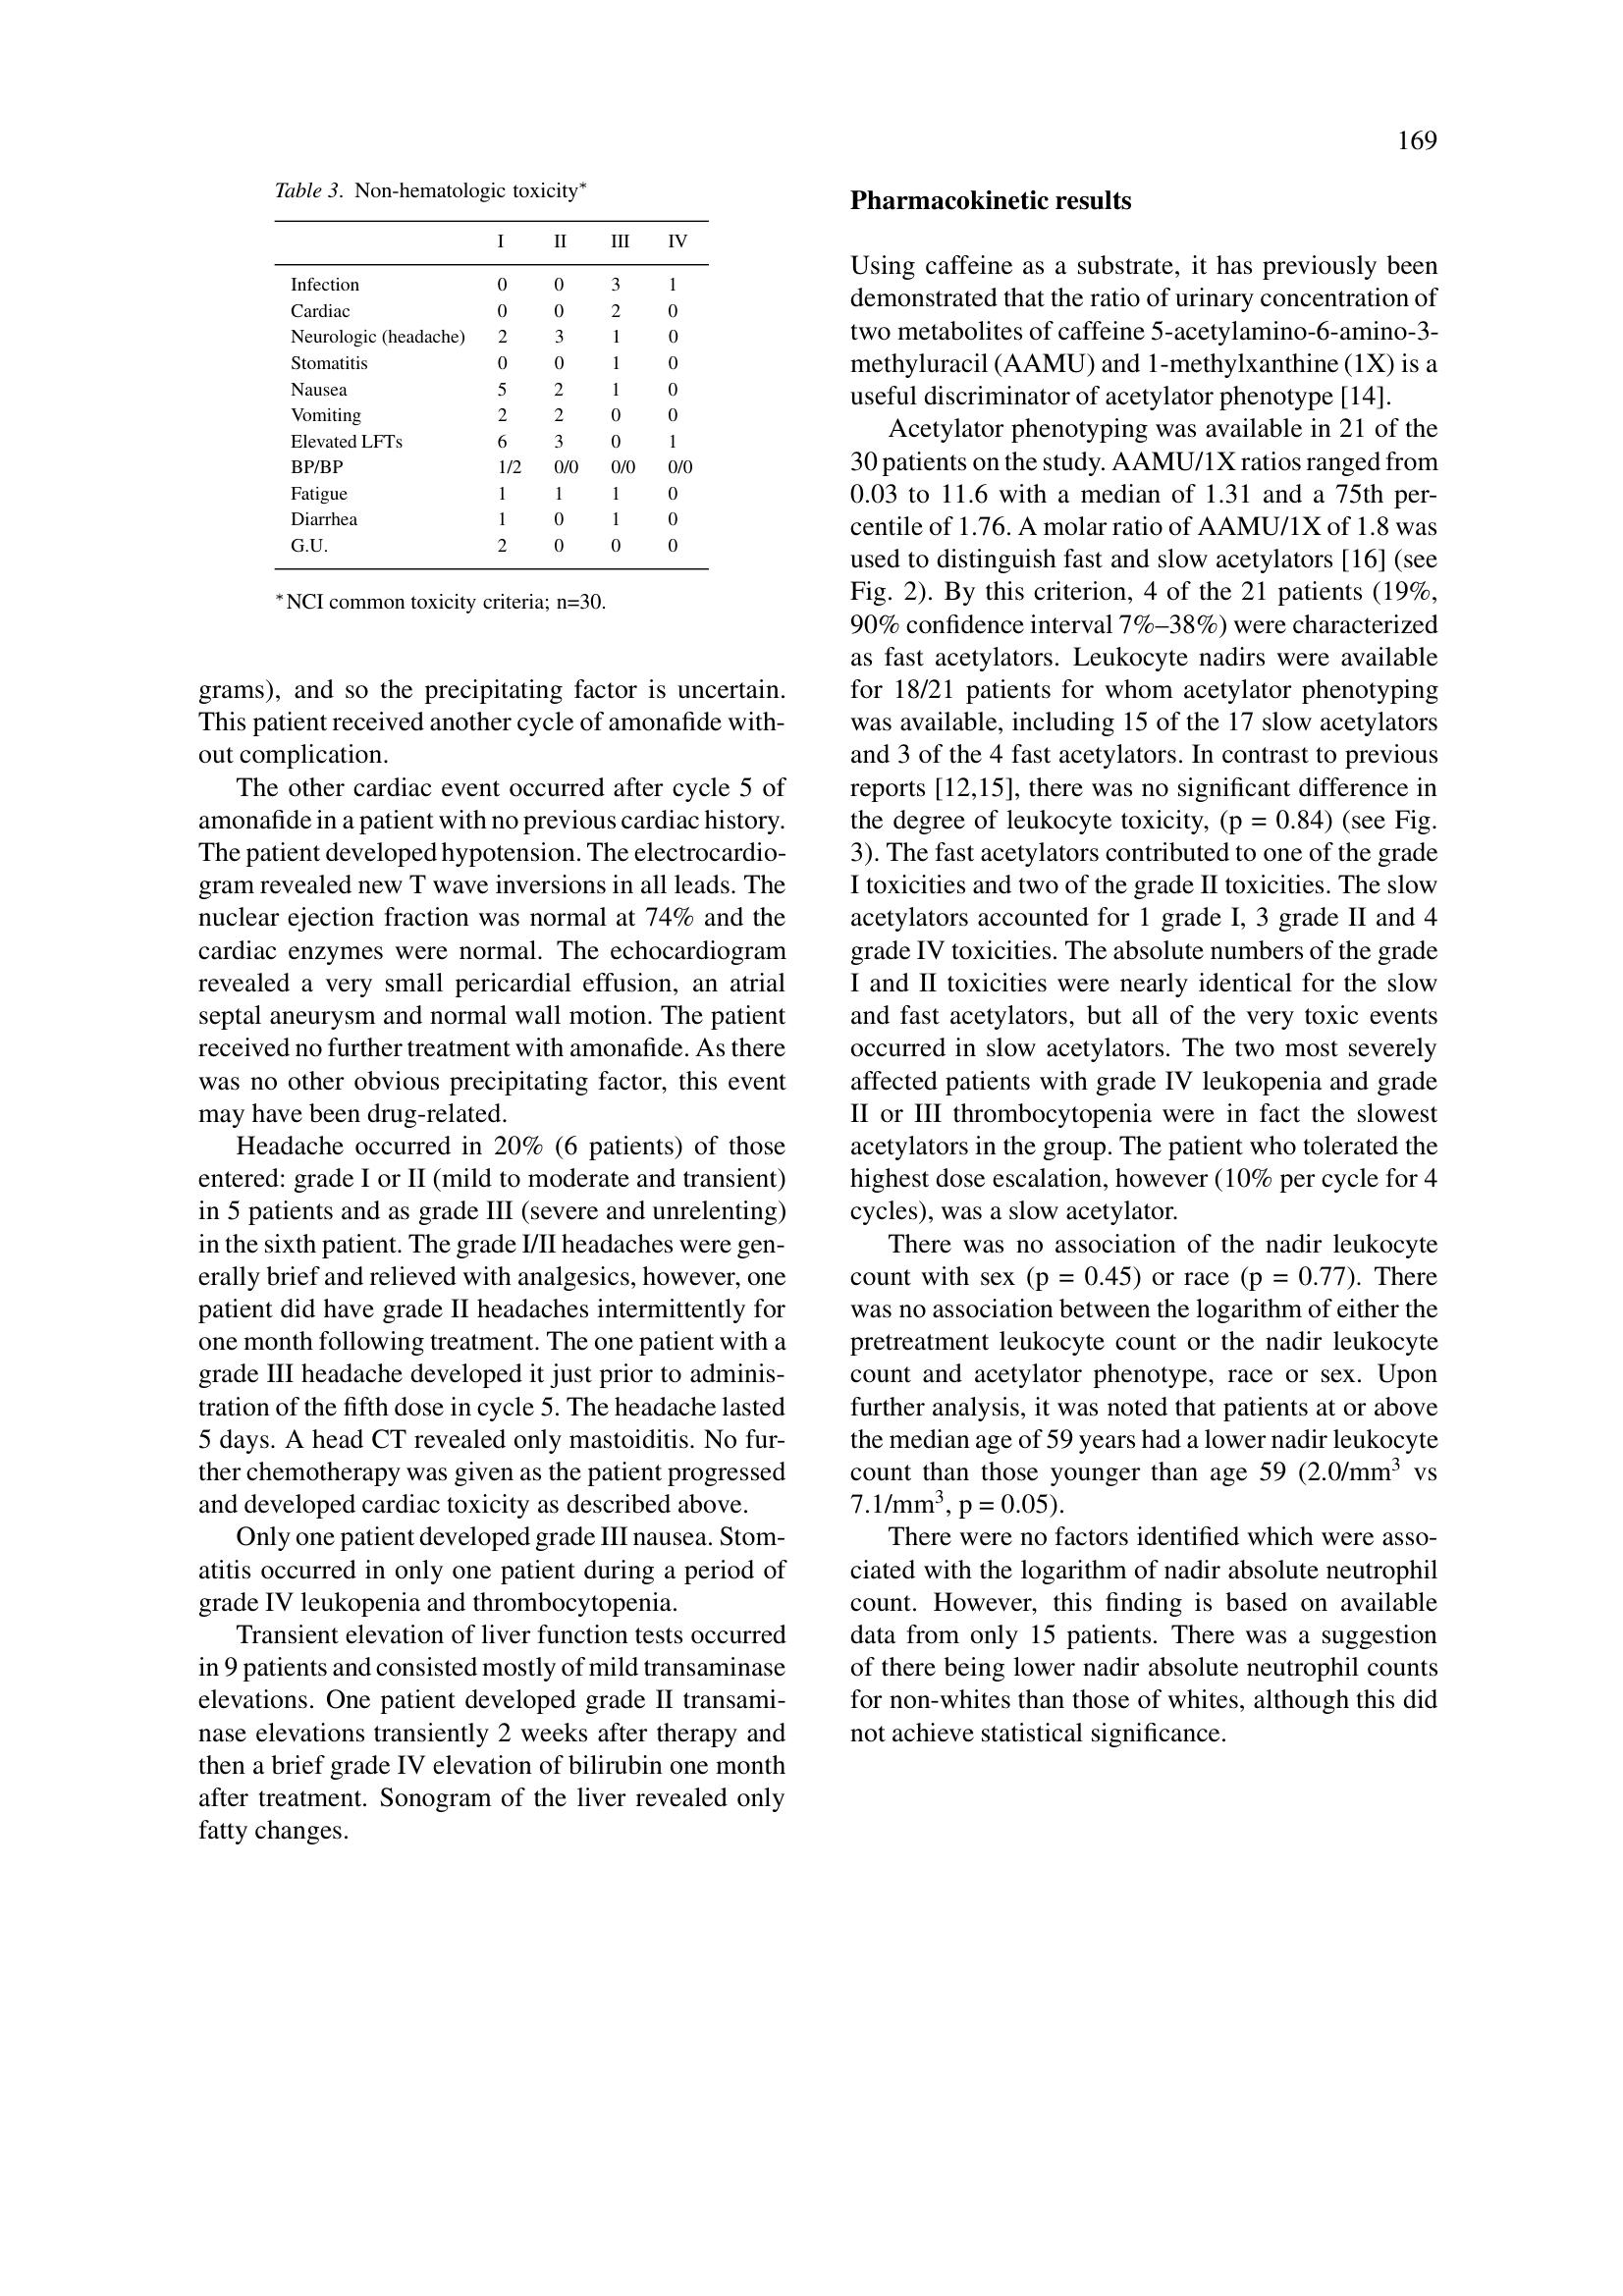 169
Table 3. Non-hematologic toxicity*
I II III IV
Infection 0 0 3 1
Cardiac 0 0 2 0
Neurologic (headache) 2 3 1 0
Stomatitis 0 0 1 0
Nausea 5 2 1 0
Vomiting 2 2 0 0
Elevated LFTs 6 3 0 1
BP/BP 1/2 0/0 0/0 0/0
Fatigue 1 1 1 0
Diarrhea 1 0 1 0
G.U. 2 0 0 0
*NCI common toxicity criteria; n=30.
grams), and so the precipitating factor is uncertain.
This patient received another cycle of amonafide with-
out complication.
The other cardiac event occurred after cycle 5 of
amonafide in a patient with no previous cardiac history.
The patient developed hypotension. The electrocardio-
gram revealed new T wave inversions in all leads. The
nuclear ejection fraction was normal at 74% and the
cardiac enzymes were normal. The echocardiogram
revealed a very small pericardial effusion, an atrial
septal aneurysm and normal wall motion. The patient
received no further treatment with amonafide. As there
was no other obvious precipitating factor, this event
may have been drug-related.
Headache occurred in 20% (6 patients) of those
entered: grade I or II (mild to moderate and transient)
in 5 patients and as grade III (severe and unrelenting)
in the sixth patient. The grade I/II headaches were gen-
erally brief and relieved with analgesics, however, one
patient did have grade II headaches intermittently for
one month following treatment. The one patient with a
grade III headache developed it just prior to adminis-
tration of the fifth dose in cycle 5. The headache lasted
5 days. A head CT revealed only mastoiditis. No fur-
ther chemotherapy was given as the patient progressed
and developed cardiac toxicity as described above.
Only one patient developed grade III nausea. Stom-
atitis occurred in only one patient during a period of
grade IV leukopenia and thrombocytopenia.
Transient elevation of liver function tests occurred
in 9 patients and consisted mostly of mild transaminase
elevations. One patient developed grade II transami-
nase elevations transiently 2 weeks after therapy and
then a brief grade IV elevation of bilirubin one month
after treatment. Sonogram of the liver revealed only
fatty changes.
Pharmacokinetic results
Using caffeine as a substrate, it has previously been
demonstrated that the ratio of urinary concentration of
two metabolites of caffeine 5-acetylamino-6-amino-3-
methyluracil (AAMU) and 1-methylxanthine (1X) is a
useful discriminator of acetylator phenotype [14].
Acetylator phenotyping was available in 21 of the
30 patients on the study. AAMU/1X ratios ranged from
0.03 to 11.6 with a median of 1.31 and a 75th per-
centile of 1.76. A molar ratio of AAMU/1X of 1.8 was
used to distinguish fast and slow acetylators [16] (see
Fig. 2). By this criterion, 4 of the 21 patients (19%,
90% confidence interval 7%–38%) were characterized
as fast acetylators. Leukocyte nadirs were available
for 18/21 patients for whom acetylator phenotyping
was available, including 15 of the 17 slow acetylators
and 3 of the 4 fast acetylators. In contrast to previous
reports [12,15], there was no significant difference in
the degree of leukocyte toxicity, (p = 0.84) (see Fig.
3). The fast acetylators contributed to one of the grade
I toxicities and two of the grade II toxicities. The slow
acetylators accounted for 1 grade I, 3 grade II and 4
grade IV toxicities. The absolute numbers of the grade
I and II toxicities were nearly identical for the slow
and fast acetylators, but all of the very toxic events
occurred in slow acetylators. The two most severely
affected patients with grade IV leukopenia and grade
II or III thrombocytopenia were in fact the slowest
acetylators in the group. The patient who tolerated the
highest dose escalation, however (10% per cycle for 4
cycles), was a slow acetylator.
There was no association of the nadir leukocyte
count with sex (p = 0.45) or race (p = 0.77). There
was no association between the logarithm of either the
pretreatment leukocyte count or the nadir leukocyte
count and acetylator phenotype, race or sex. Upon
further analysis, it was noted that patients at or above
the median age of 59 years had a lower nadir leukocyte
count than those younger than age 59 (2.0/mm³ vs
7.1/mm³, p = 0.05).
There were no factors identified which were asso-
ciated with the logarithm of nadir absolute neutrophil
count. However, this finding is based on available
data from only 15 patients. There was a suggestion
of there being lower nadir absolute neutrophil counts
for non-whites than those of whites, although this did
not achieve statistical significance.